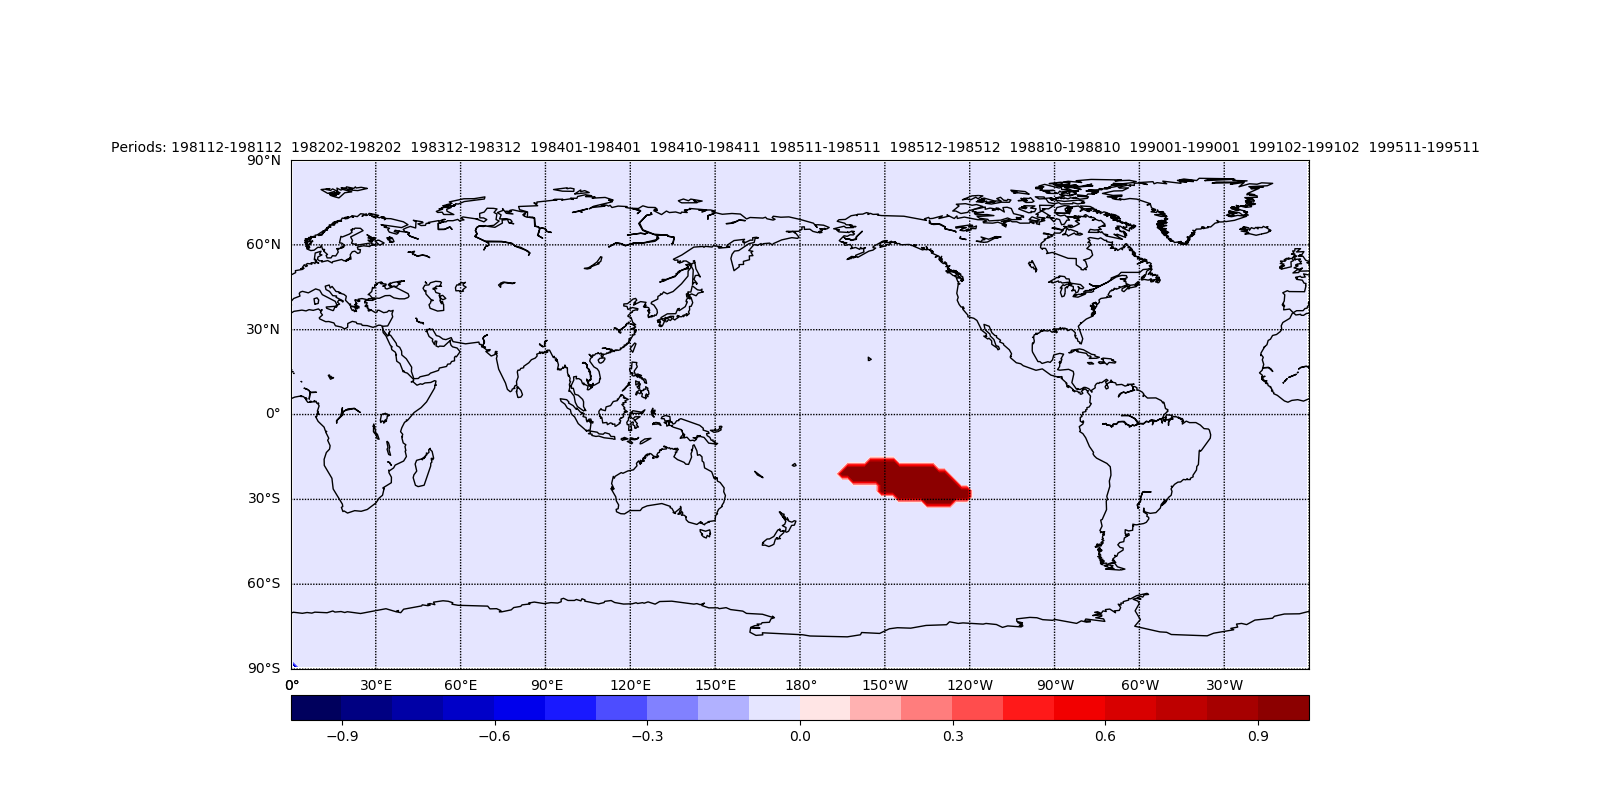 Periods: 198112-198112  198202-198202  198312-198312  198401-198401  198410-198411  198511-198511  198512-198512  198810-198810  199001-199001  199102-199102  199511-199511
90°N
60°N
30°N
0°
30°S
60°S
90°S
0° 30°E 60°E 90°E 120°E 150°E 180° 150°W 120°W 90°W 60°W 30°W
−0.9 −0.6 −0.3 0.0 0.3 0.6 0.9